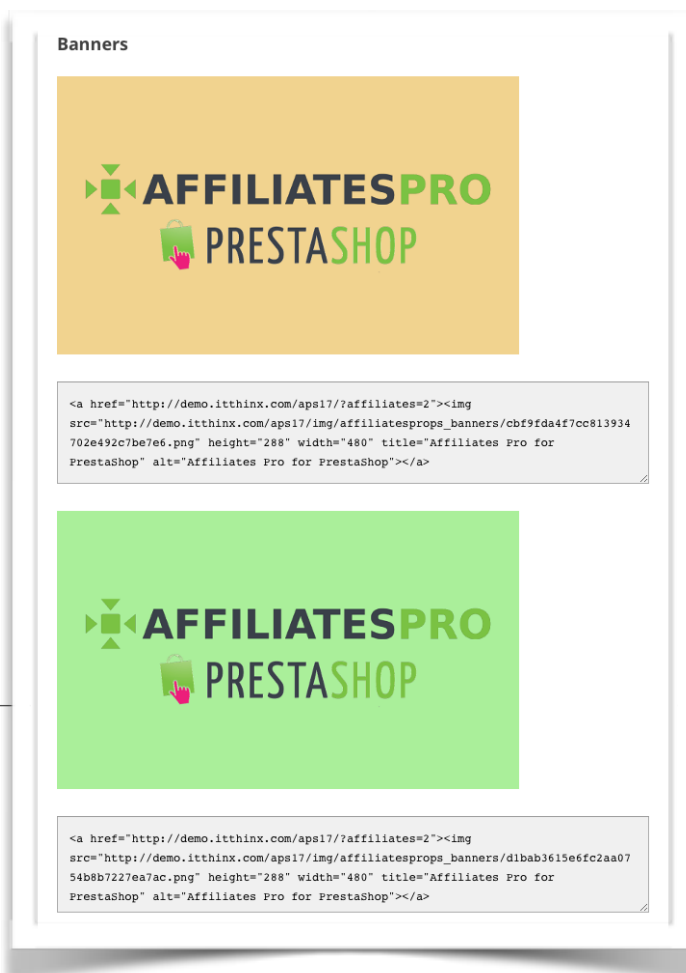 Banners
AFFILIATESPRO
PRESTASHOP
<a href="http://demo.itthinx.com/aps17/?affiliates=2"><img
src="http://demo.itthinx.com/aps17/img/affiliatesprops_banners/cbf9fda4f7cc813934
702e492c7be7e6.png" height="288" width="480" title="Affiliates Pro for
PrestaShop" alt="Affiliates Pro for PrestaShop"></a>
AFFILIATESPRO
PRESTASHOP
<a href="http://demo.itthinx.com/aps17/?affiliates=2"><img
src="http://demo.itthinx.com/aps17/img/affiliatesprops_banners/d1bab3615e6fc2aa07
54b8b7227ea7ac.png" height="288" width="480" title="Affiliates Pro for
PrestaShop" alt="Affiliates Pro for PrestaShop"></a>